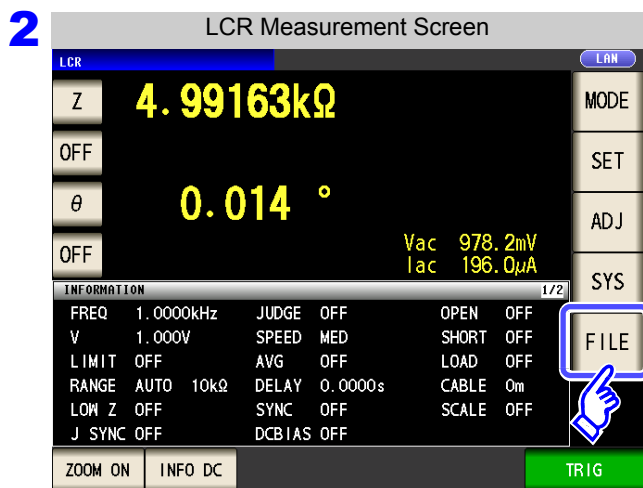 2
LCR Measurement Screen
LCR
LAN
Z 4.99163kΩ
MODE
OFF
SET
θ 0.014 °
ADJ
OFF
Vac 978.2mV
Iac 196.0µA
SYS
INFORMATION 1/2
FREQ 1.0000kHz JUDGE OFF OPEN OFF
V 1.000V SPEED MED SHORT OFF
FILE
LIMIT OFF AVG OFF LOAD OFF
RANGE AUTO 10kΩ DELAY 0.0000s CABLE 0m
LOW Z OFF SYNC OFF SCALE OFF
J SYNC OFF DCBIAS OFF
ZOOM ON INFO DC TRIG